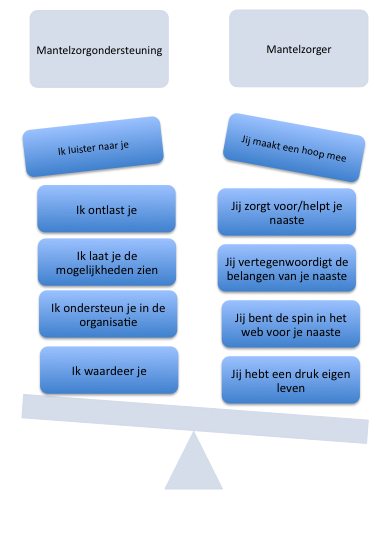 Mantelzorgondersteuning
Mantelzorger
Ik luister naar je
Jij maakt een hoop mee
Ik ontlast je
Jij zorgt voor/helpt je
naaste
Ik laat je de
mogelijkheden zien
Jij vertegenwoordigt de
belangen van je naaste
Ik ondersteun je in de
organisatie
Jij bent de spin in het
web voor je naaste
Ik waardeer je
Jij hebt een druk eigen
leven